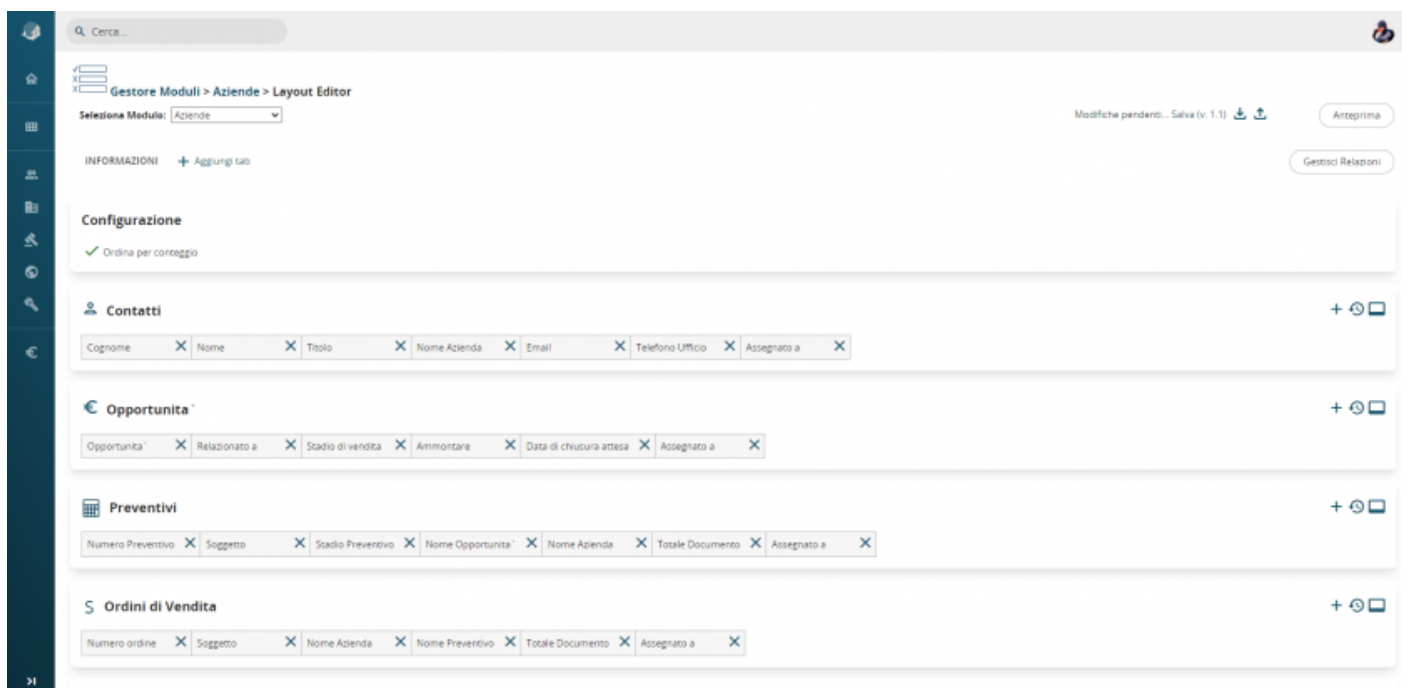 Cerca...
Gestore Moduli > Aziende > Layout Editor
Seleziona Modulo: Aziende
Modifiche pendenti... Salva (v. 1.1)
Anteprima
INFORMAZIONI + Aggiungi tab
Gestisci Relazioni
Configurazione
Ordina per conteggio
Contatti
Cognome Nome Titolo Nome Azienda Email Telefono Ufficio Assegnato a
€ Opportunita`
Opportunita` Relazionato a Stadio di vendita Ammontare Data di chiusura attesa Assegnato a
Preventivi
Numero Preventivo Soggetto Stadio Preventivo Nome Opportunita` Nome Azienda Totale Documento Assegnato a
S Ordini di Vendita
Numero ordine Soggetto Nome Azienda Nome Preventivo Totale Documento Assegnato a